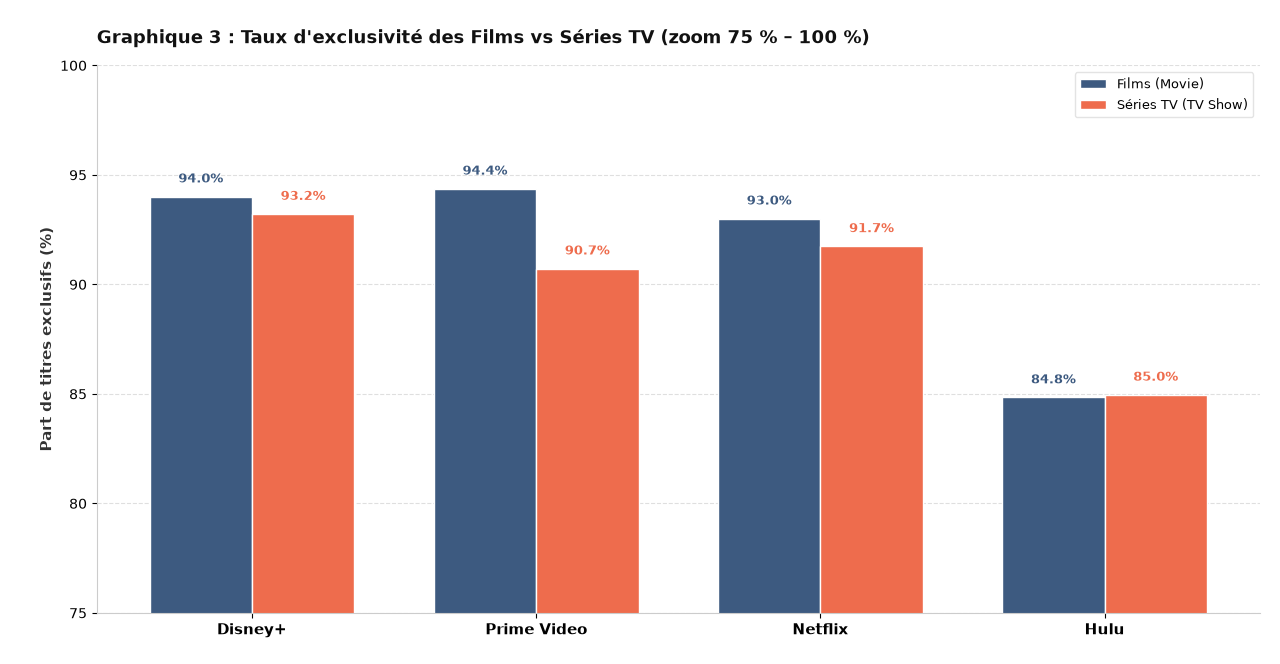 Graphique 3 : Taux d'exclusivité des Films vs Séries TV (zoom 75 % – 100 %)
Films (Movie)
Séries TV (TV Show)
Part de titres exclusifs (%)
100
95
90
85
80
75
94.0%
93.2%
94.4%
90.7%
93.0%
91.7%
84.8%
85.0%
Disney+
Prime Video
Netflix
Hulu